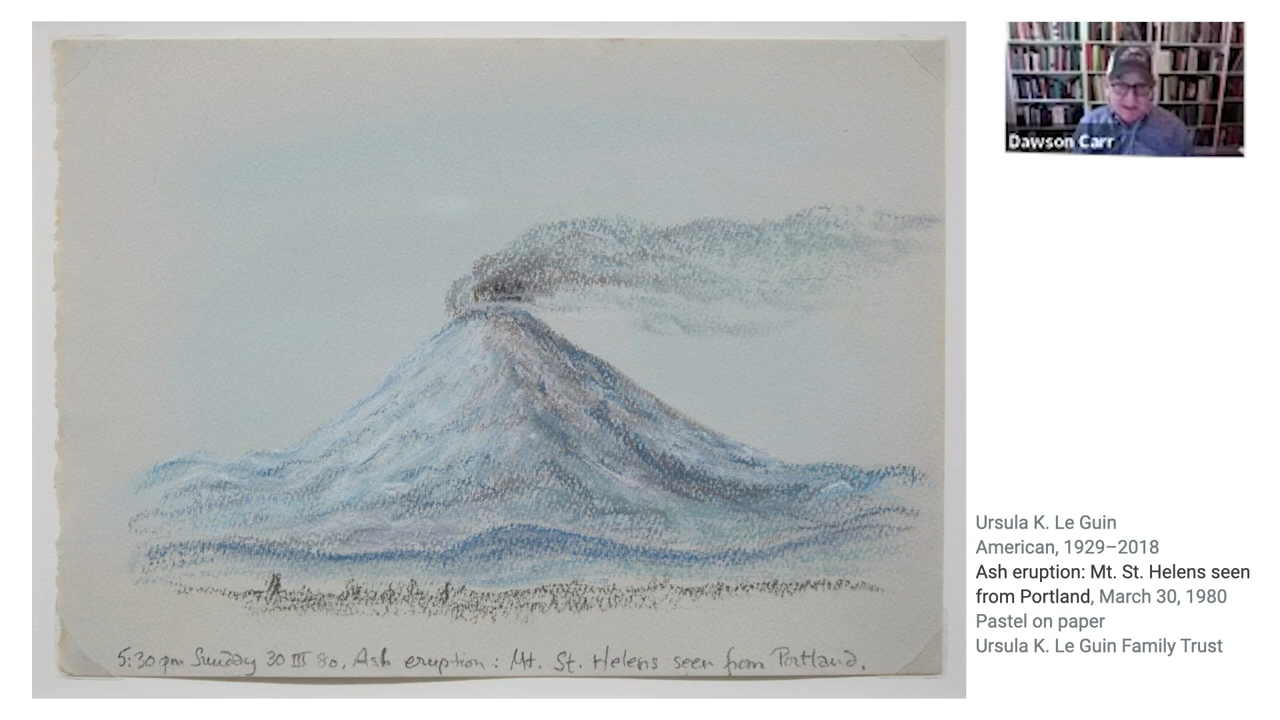 Dawson Carr
5:30 pm Sunday 30 III 80. Ash eruption: Mt. St. Helens seen from Portland.
Ursula K. Le Guin
American, 1929–2018
Ash eruption: Mt. St. Helens seen
from Portland, March 30, 1980
Pastel on paper
Ursula K. Le Guin Family Trust